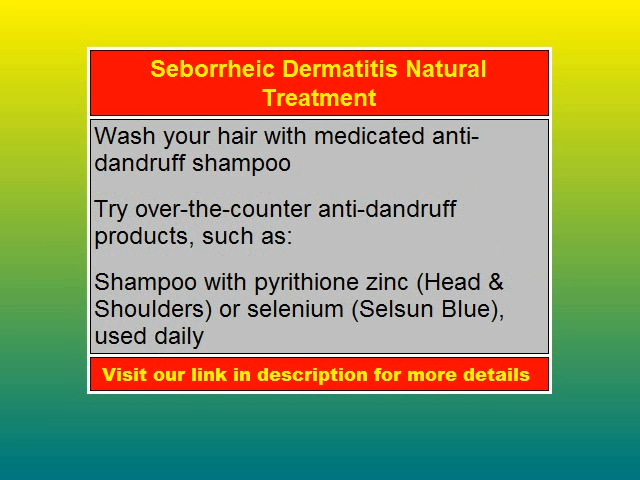 Seborrheic Dermatitis Natural
Treatment
Wash your hair with medicated anti-
dandruff shampoo
Try over-the-counter anti-dandruff
products, such as:
Shampoo with pyrithione zinc (Head &
Shoulders) or selenium (Selsun Blue),
used daily
Visit our link in description for more details